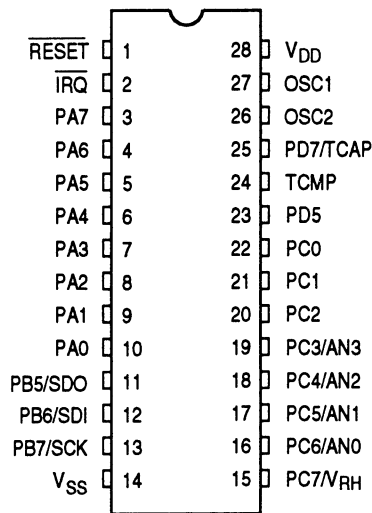 RESET 1 28 VDD
IRQ 2 27 OSC1
PA7 3 26 OSC2
PA6 4 25 PD7/TCAP
PA5 5 24 TCMP
PA4 6 23 PD5
PA3 7 22 PC0
PA2 8 21 PC1
PA1 9 20 PC2
PA0 10 19 PC3/AN3
PB5/SDO 11 18 PC4/AN2
PB6/SDI 12 17 PC5/AN1
PB7/SCK 13 16 PC6/AN0
VSS 14 15 PC7/VRH